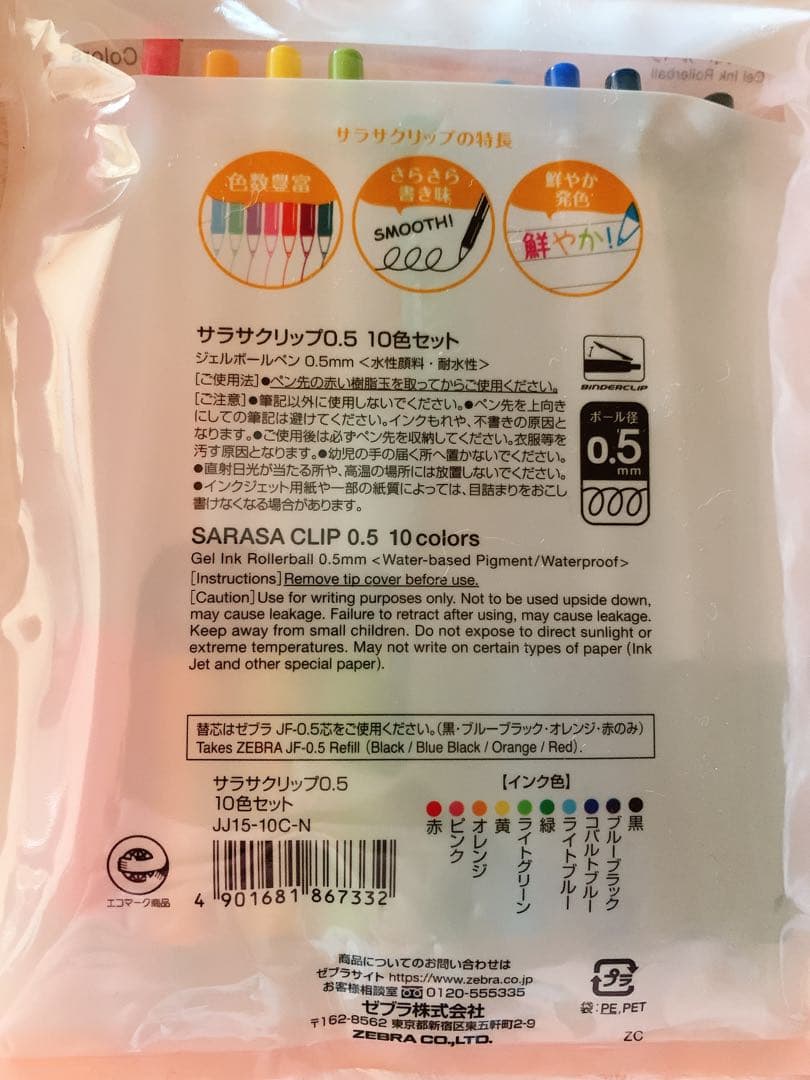 Colors
Gel Ink Rollerball
サラサクリップの特長
色数豊富
さらさら
書き味
SMOOTH!
鮮やか
発色
鮮やか!
サラサクリップ0.5 10色セット
ジェルボールペン 0.5mm <水性顔料・耐水性>
[ご使用法]●ペン先の赤い樹脂玉を取ってからご使用ください。
[ご注意]●筆記以外に使用しないでください。●ペン先を上向き
にしての筆記は避けてください。インクもれや、不書きの原因と
なります。●ご使用後は必ずペン先を収納してください。衣服等を
汚す原因となります。●幼児の手の届く所へ置かないでください。
●直射日光が当たる所や、高温の場所には放置しないでください。
●インクジェット用紙や一部の紙質によっては、目詰まりをおこし
書けなくなる場合があります。
BINDERCLIP
ボール径
0.5
mm
SARASA CLIP 0.5 10 colors
Gel Ink Rollerball 0.5mm <Water-based Pigment/Waterproof>
[Instructions] Remove tip cover before use.
[Caution] Use for writing purposes only. Not to be used upside down,
may cause leakage. Failure to retract after using, may cause leakage.
Keep away from small children. Do not expose to direct sunlight or
extreme temperatures. May not write on certain types of paper (Ink
Jet and other special paper).
替芯はゼブラ JF-0.5芯をご使用ください。(黒・ブルーブラック・オレンジ・赤のみ)
Takes ZEBRA JF-0.5 Refill (Black / Blue Black / Orange / Red).
サラサクリップ0.5
10色セット
JJ15-10C-N
4 901681 867332
【インク色】
赤
ピンク
オレンジ
黄
ライトグリーン
緑
ライトブルー
コバルトブルー
ブルーブラック
黒
エコマーク商品
商品についてのお問い合わせは
ゼブラサイト https://www.zebra.co.jp
お客様相談室 0120-555335
ゼブラ株式会社
〒162-8562 東京都新宿区東五軒町2-9
ZEBRA CO.,LTD.
プラ
袋:PE,PET
ZC